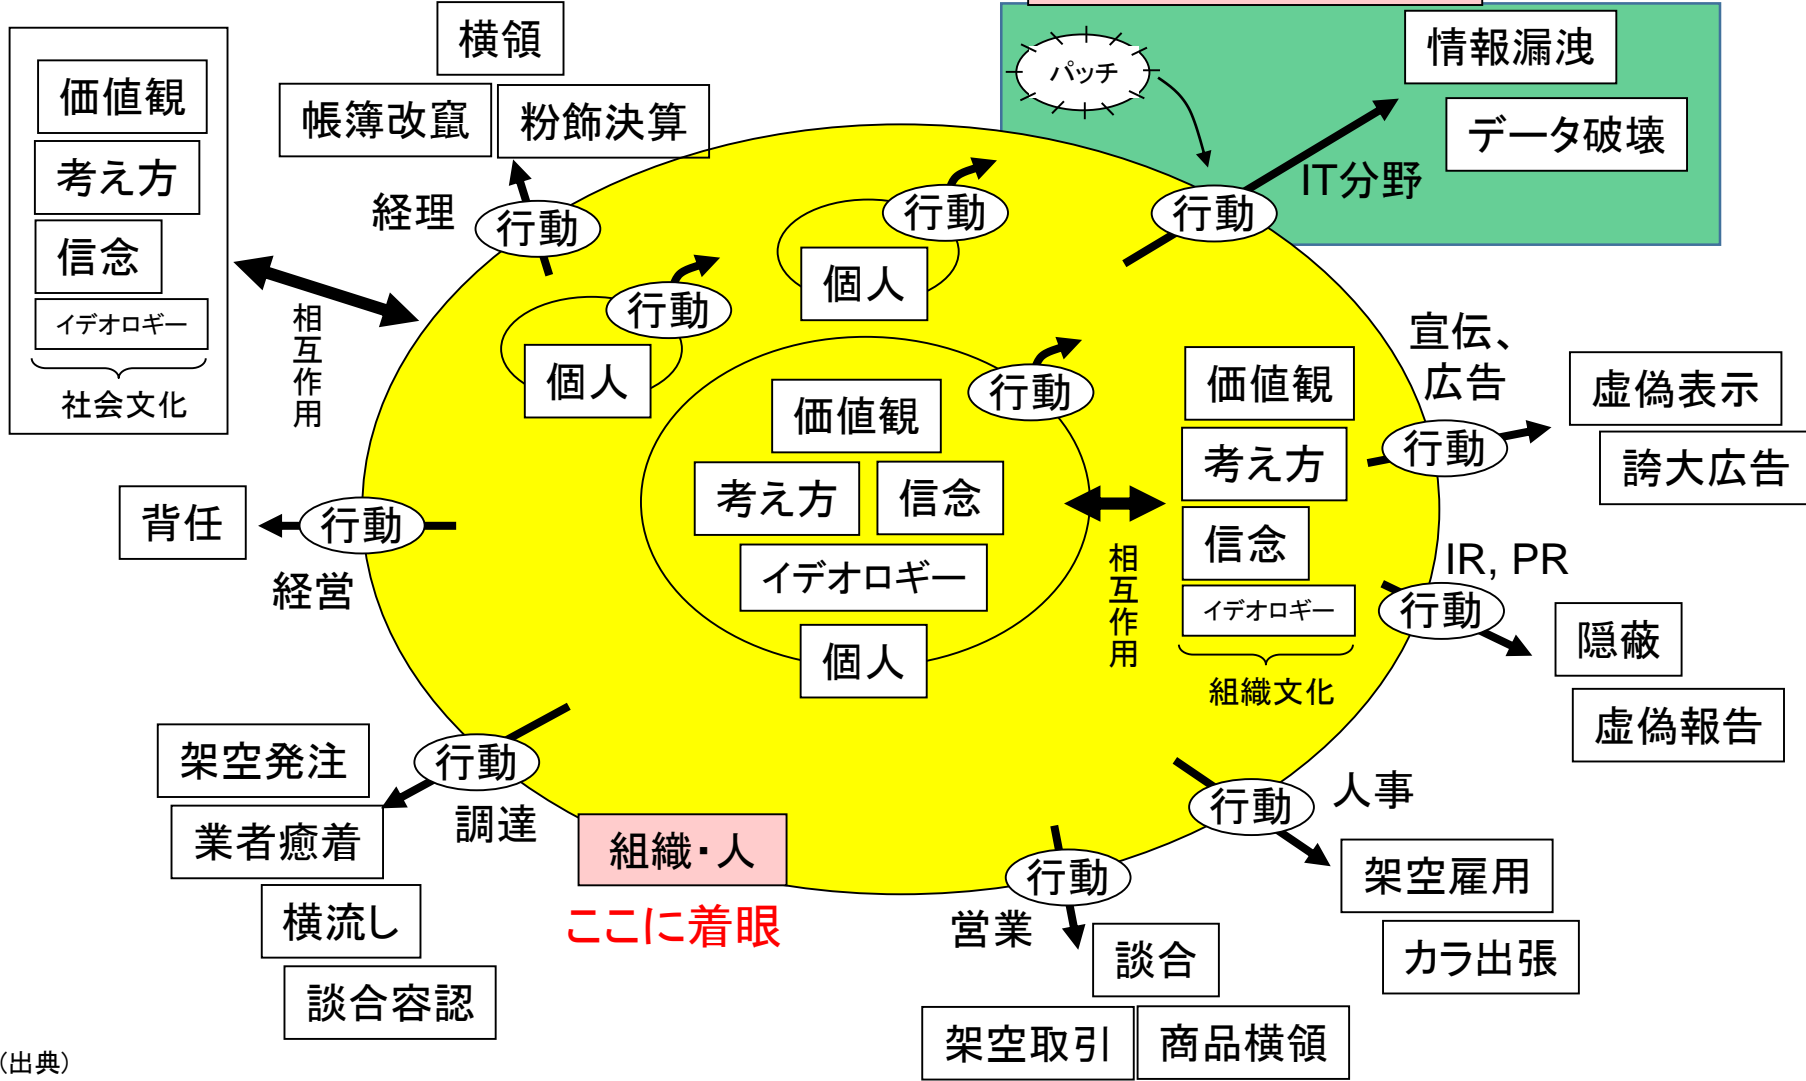 横領
帳簿改竄
粉飾決算
経理
行動
価値観
考え方
信念
イデオロギー
社会文化
相互作用
パッチ
情報漏洩
データ破壊
IT分野
行動
行動
個人
行動
個人
行動
価値観
考え方
信念
イデオロギー
個人
相互作用
価値観
考え方
信念
イデオロギー
組織文化
宣伝、
広告
行動
虚偽表示
誇大広告
IR, PR
行動
隠蔽
虚偽報告
背任
行動
経営
架空発注
行動
業者癒着
調達
横流し
談合容認
組織・人
ここに着眼
行動
営業
談合
架空取引
商品横領
人事
行動
架空雇用
カラ出張
(出典)